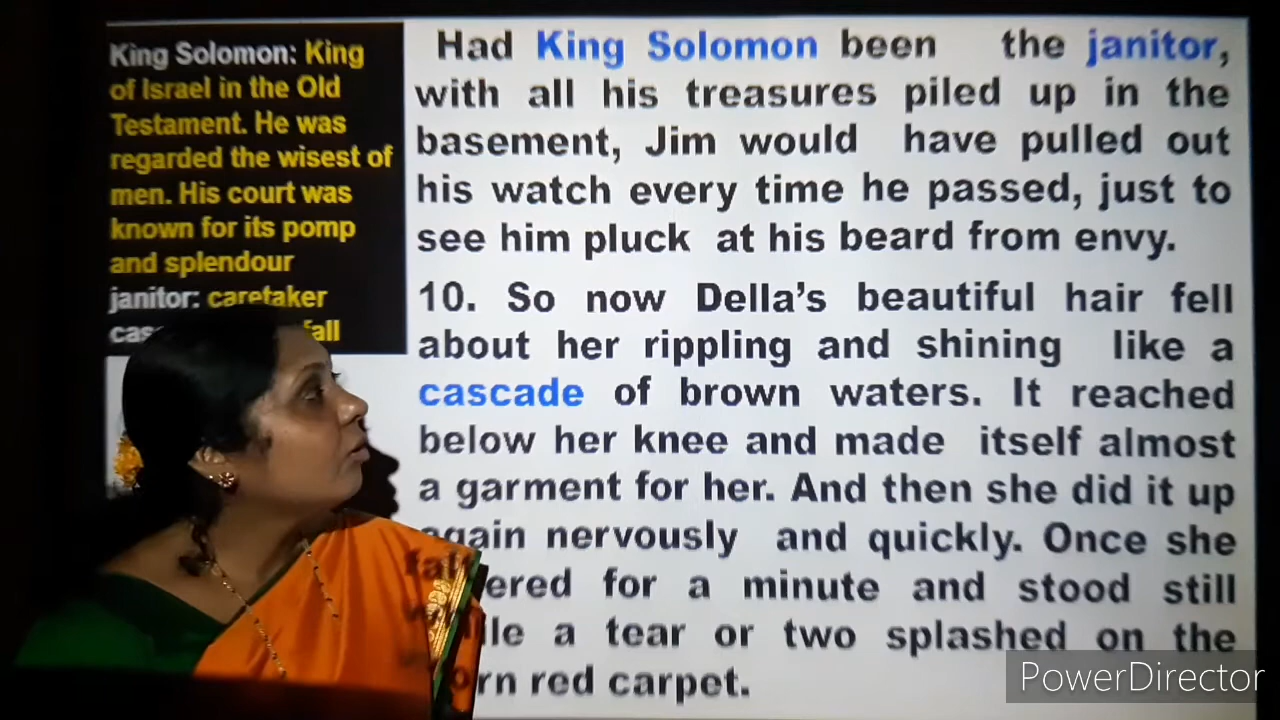 King Solomon: King
of Israel in the Old
Testament. He was
regarded the wisest of
men. His court was
known for its pomp
and splendour
janitor: caretaker
Had King Solomon been the janitor,
with all his treasures piled up in the
basement, Jim would have pulled out
his watch every time he passed, just to
see him pluck at his beard from envy.
10. So now Della's beautiful hair fell
about her rippling and shining like a
cascade of brown waters. It reached
below her knee and made itself almost
a garment for her. And then she did it up
again nervously and quickly. Once she
for a minute and stood still
a tear or two splashed on the
red carpet.
PowerDirector